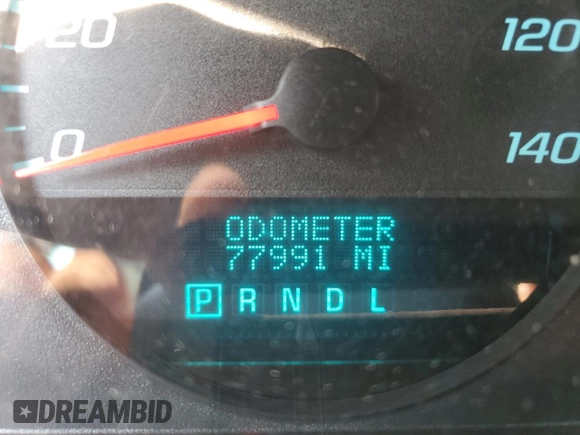 20
120
0
140
ODOMETER
77991 MI
P R N D L
DREAMBID